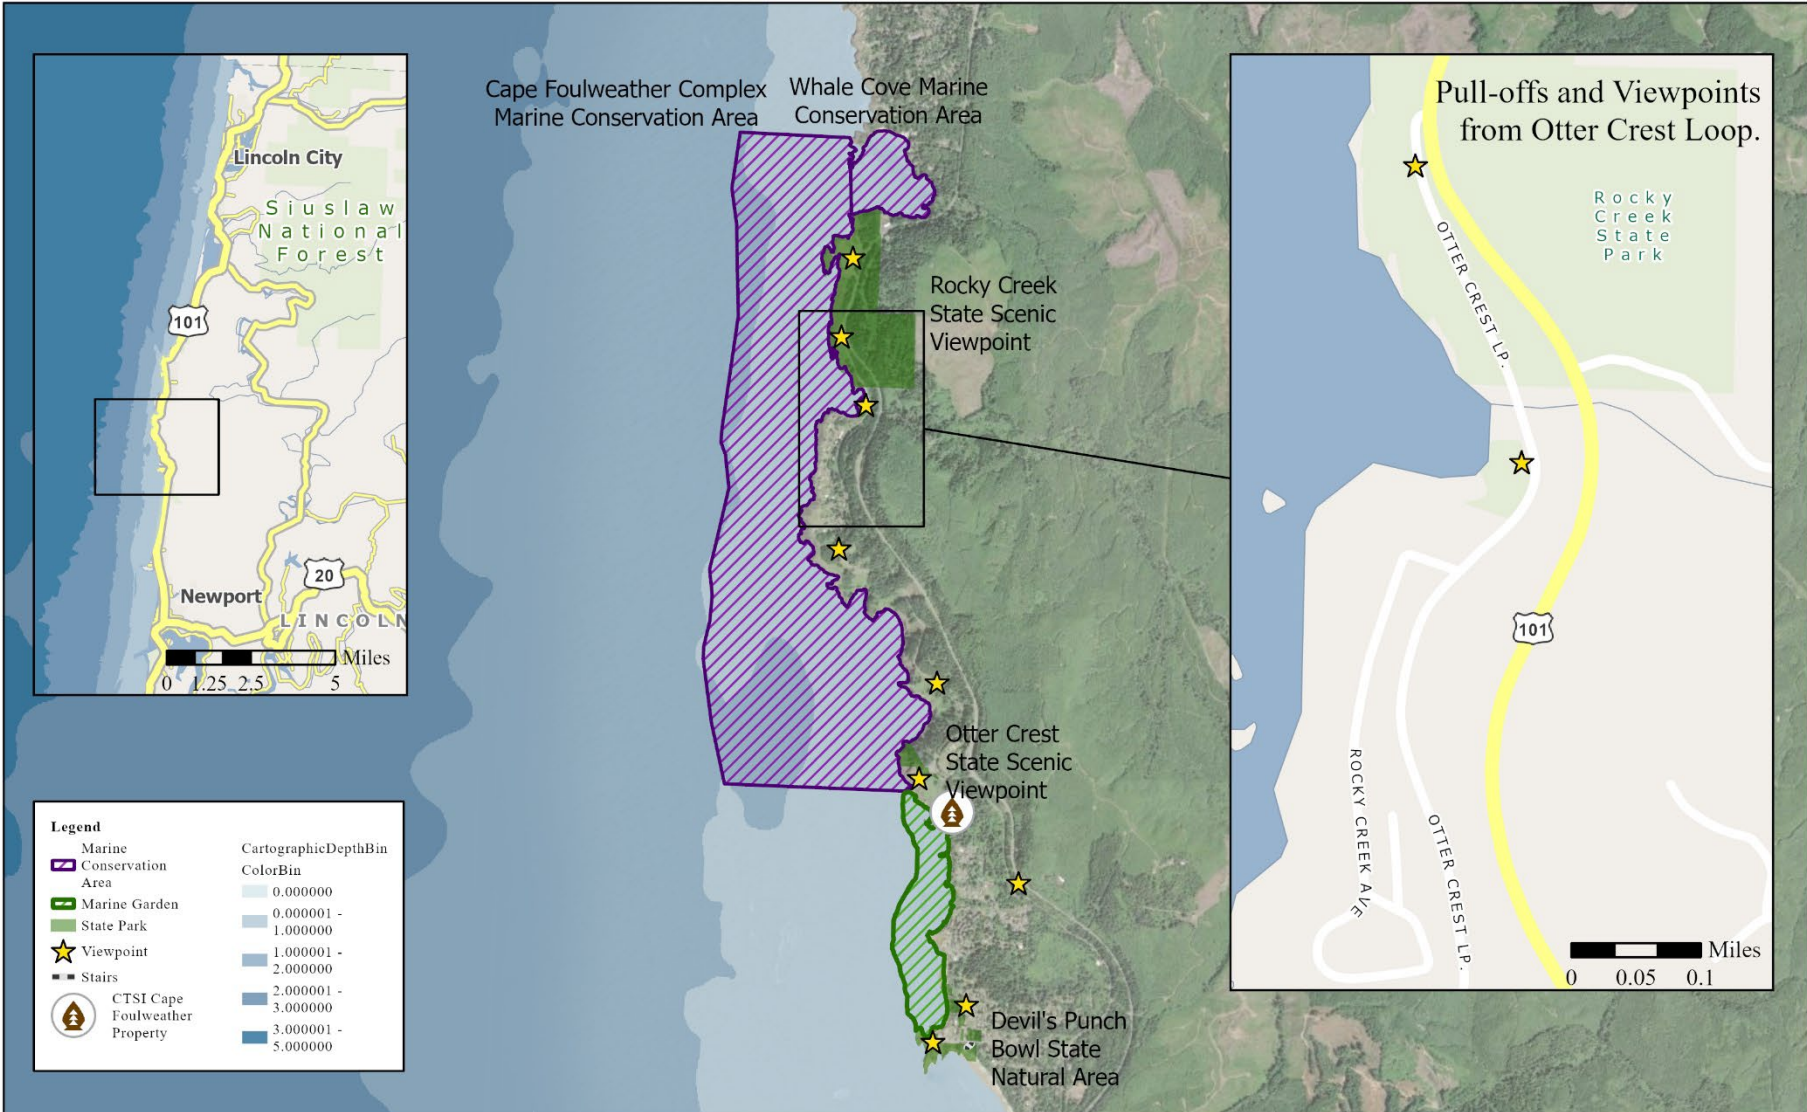 Lincoln City
Siuslaw
National
Forest
101
20
Newport
LINCOLN
Miles
0 1.25 2.5 5
Legend
Marine
Conservation
Area
Marine Garden
State Park
Viewpoint
Stairs
CTSI Cape
Foulweather
Property
CartographicDepthBin
ColorBin
0.000000
0.000001 -
1.000000
1.000001 -
2.000000
2.000001 -
3.000000
3.000001 -
5.000000
Cape Foulweather Complex
Marine Conservation Area
Whale Cove Marine
Conservation Area
Rocky Creek
State Scenic
Viewpoint
Otter Crest
State Scenic
Viewpoint
Devil's Punch
Bowl State
Natural Area
Pull-offs and Viewpoints
from Otter Crest Loop.
Rocky
Creek
State
Park
OTTER CREST LP.
101
ROCKY CREEK AVE
OTTER CREST LP.
Miles
0 0.05 0.1